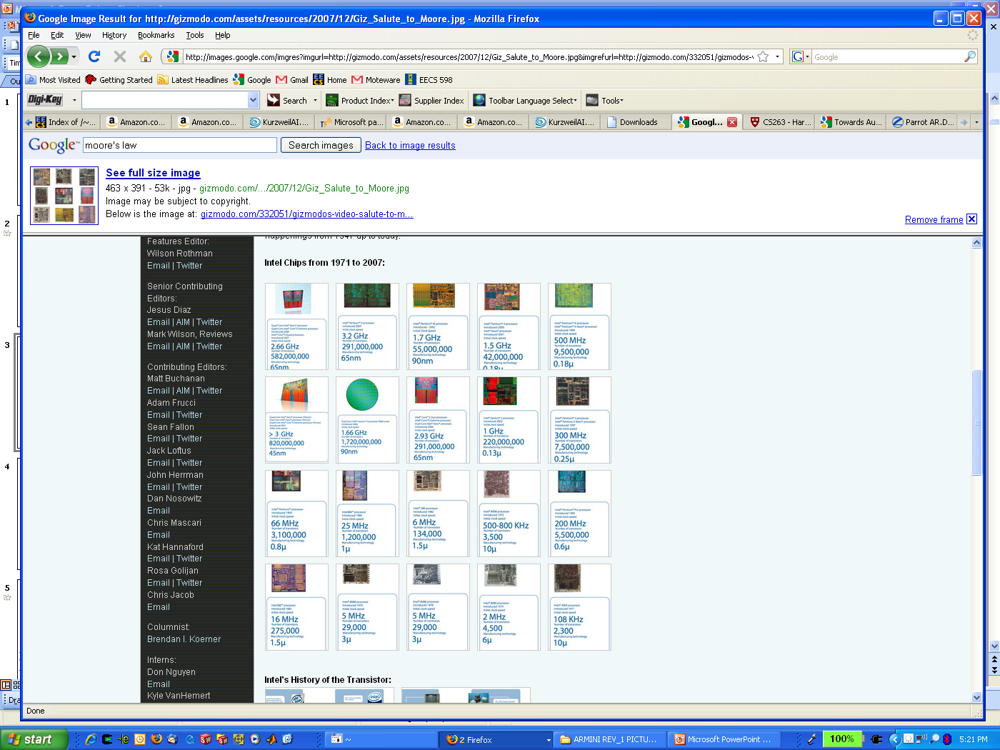 Google Image Result for http://gizmodo.com/assets/resources/2007/12/Giz_Salute_to_Moore.jpg - Mozilla Firefox
File Edit View History Bookmarks Tools Help
http://images.google.com/imgres?imgurl=http://gizmodo.com/assets/resources/2007/12/Giz_Salute_to_Moore.jpg&imgrefurl=http://gizmodo.com/332051/gizmodos-v
Google
Most Visited Getting Started Latest Headlines Google Gmail Home Moteware EECS 598
Digi-Key Search Product Index Supplier Index Toolbar Language Select Tools
Index of /~... Amazon.co... Amazon.co... KurzweilAI.... Microsoft pa... Amazon.co... Amazon.co... KurzweilAI.... Downloads Googl... CS263 - Har... Towards Au... Parrot AR.D...
Google moore's law Search images Back to image results
See full size image
463 x 391 - 53k - jpg - gizmodo.com/.../2007/12/Giz_Salute_to_Moore.jpg
Image may be subject to copyright.
Below is the image at: gizmodo.com/332051/gizmodos-video-salute-to-m...
Remove frame
happenings from 1947 up to today.
Features Editor:
Wilson Rothman
Email | Twitter
Senior Contributing
Editors:
Jesus Diaz
Email | AIM | Twitter
Mark Wilson, Reviews
Email | AIM | Twitter
Contributing Editors:
Matt Buchanan
Email | AIM | Twitter
Adam Frucci
Email | Twitter
Sean Fallon
Email | Twitter
Jack Loftus
Email | Twitter
John Herrman
Email | Twitter
Dan Nosowitz
Email
Chris Mascari
Email
Kat Hannaford
Email | Twitter
Rosa Golijan
Email | Twitter
Chris Jacob
Email
Columnist:
Brendan I. Koerner
Interns:
Don Nguyen
Email
Kyle VanHemert
Intel Chips from 1971 to 2007:
2.66 GHz
582,000,000
65nm
3.2 GHz
291,000,000
65nm
1.7 GHz
55,000,000
90nm
1.5 GHz
42,000,000
0.18µ
500 MHz
9,500,000
0.18µ
> 3 GHz
820,000,000
45nm
1.66 GHz
1,720,000,000
90nm
2.93 GHz
291,000,000
65nm
1 GHz
220,000,000
0.13µ
300 MHz
7,500,000
0.25µ
66 MHz
3,100,000
0.8µ
25 MHz
1,200,000
1µ
6 MHz
134,000
1.5µ
500-800 KHz
3,500
10µ
200 MHz
5,500,000
0.6µ
16 MHz
275,000
1.5µ
5 MHz
29,000
3µ
5 MHz
29,000
3µ
2 MHz
4,500
6µ
108 KHz
2,300
10µ
Intel's History of the Transistor:
Done
1
2
3
4
5
start ~ 2 Firefox ARMINI REV_1 PICTU... Microsoft PowerPoint ... 100% 5:21 PM